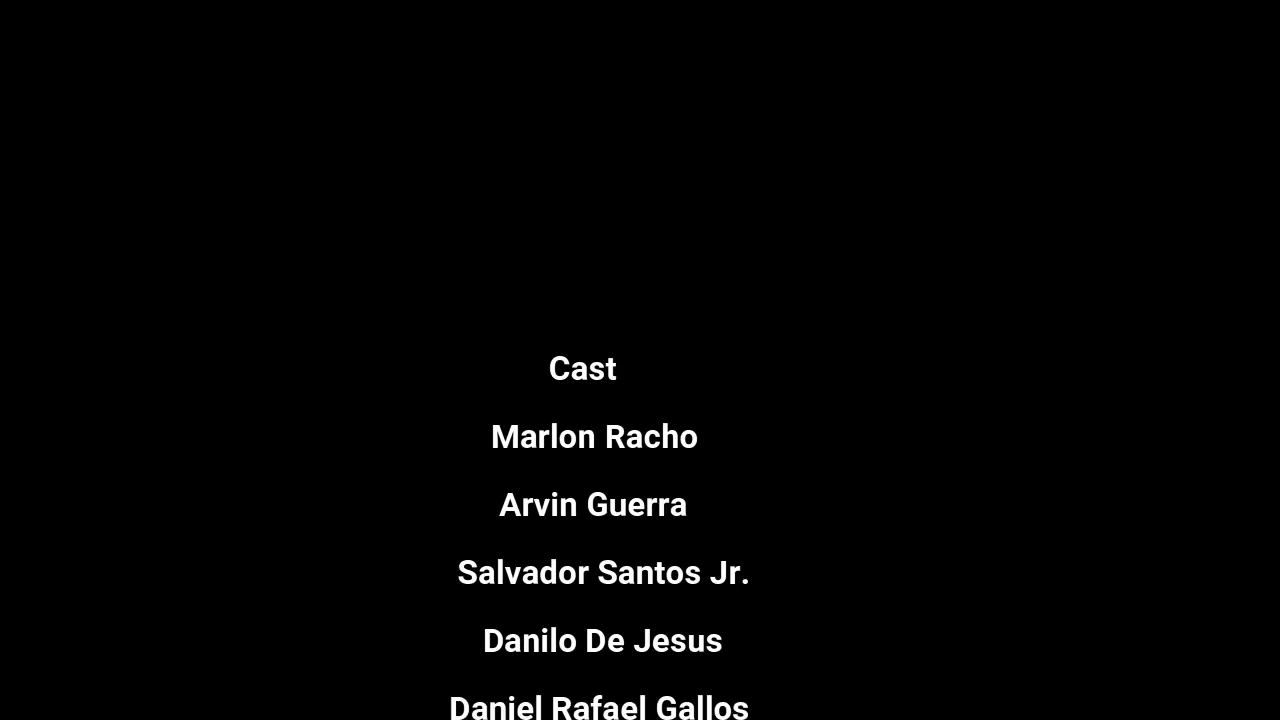 Cast
Marlon Racho
Arvin Guerra
Salvador Santos Jr.
Danilo De Jesus
Daniel Rafael Gallos